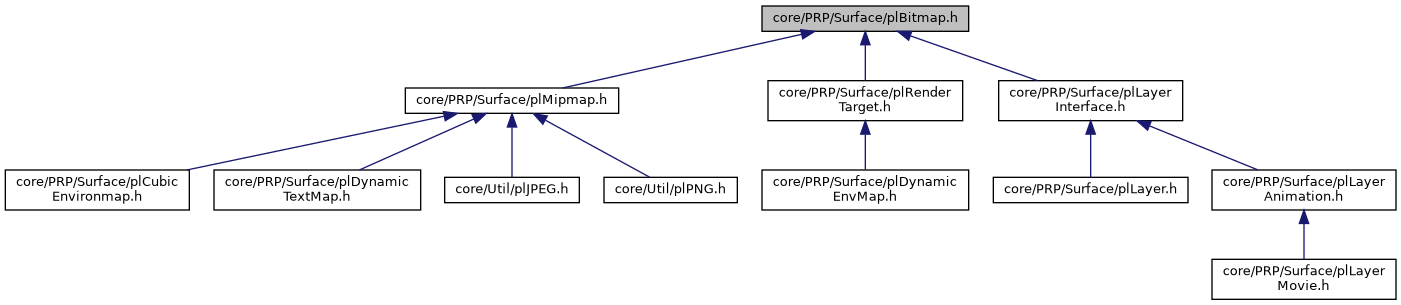 core/PRP/Surface/plBitmap.h
core/PRP/Surface/plMipmap.h
core/PRP/Surface/plRender
Target.h
core/PRP/Surface/plLayer
Interface.h
core/PRP/Surface/plCubic
Environmap.h
core/PRP/Surface/plDynamic
TextMap.h
core/Util/plJPEG.h
core/Util/plPNG.h
core/PRP/Surface/plDynamic
EnvMap.h
core/PRP/Surface/plLayer.h
core/PRP/Surface/plLayer
Animation.h
core/PRP/Surface/plLayer
Movie.h